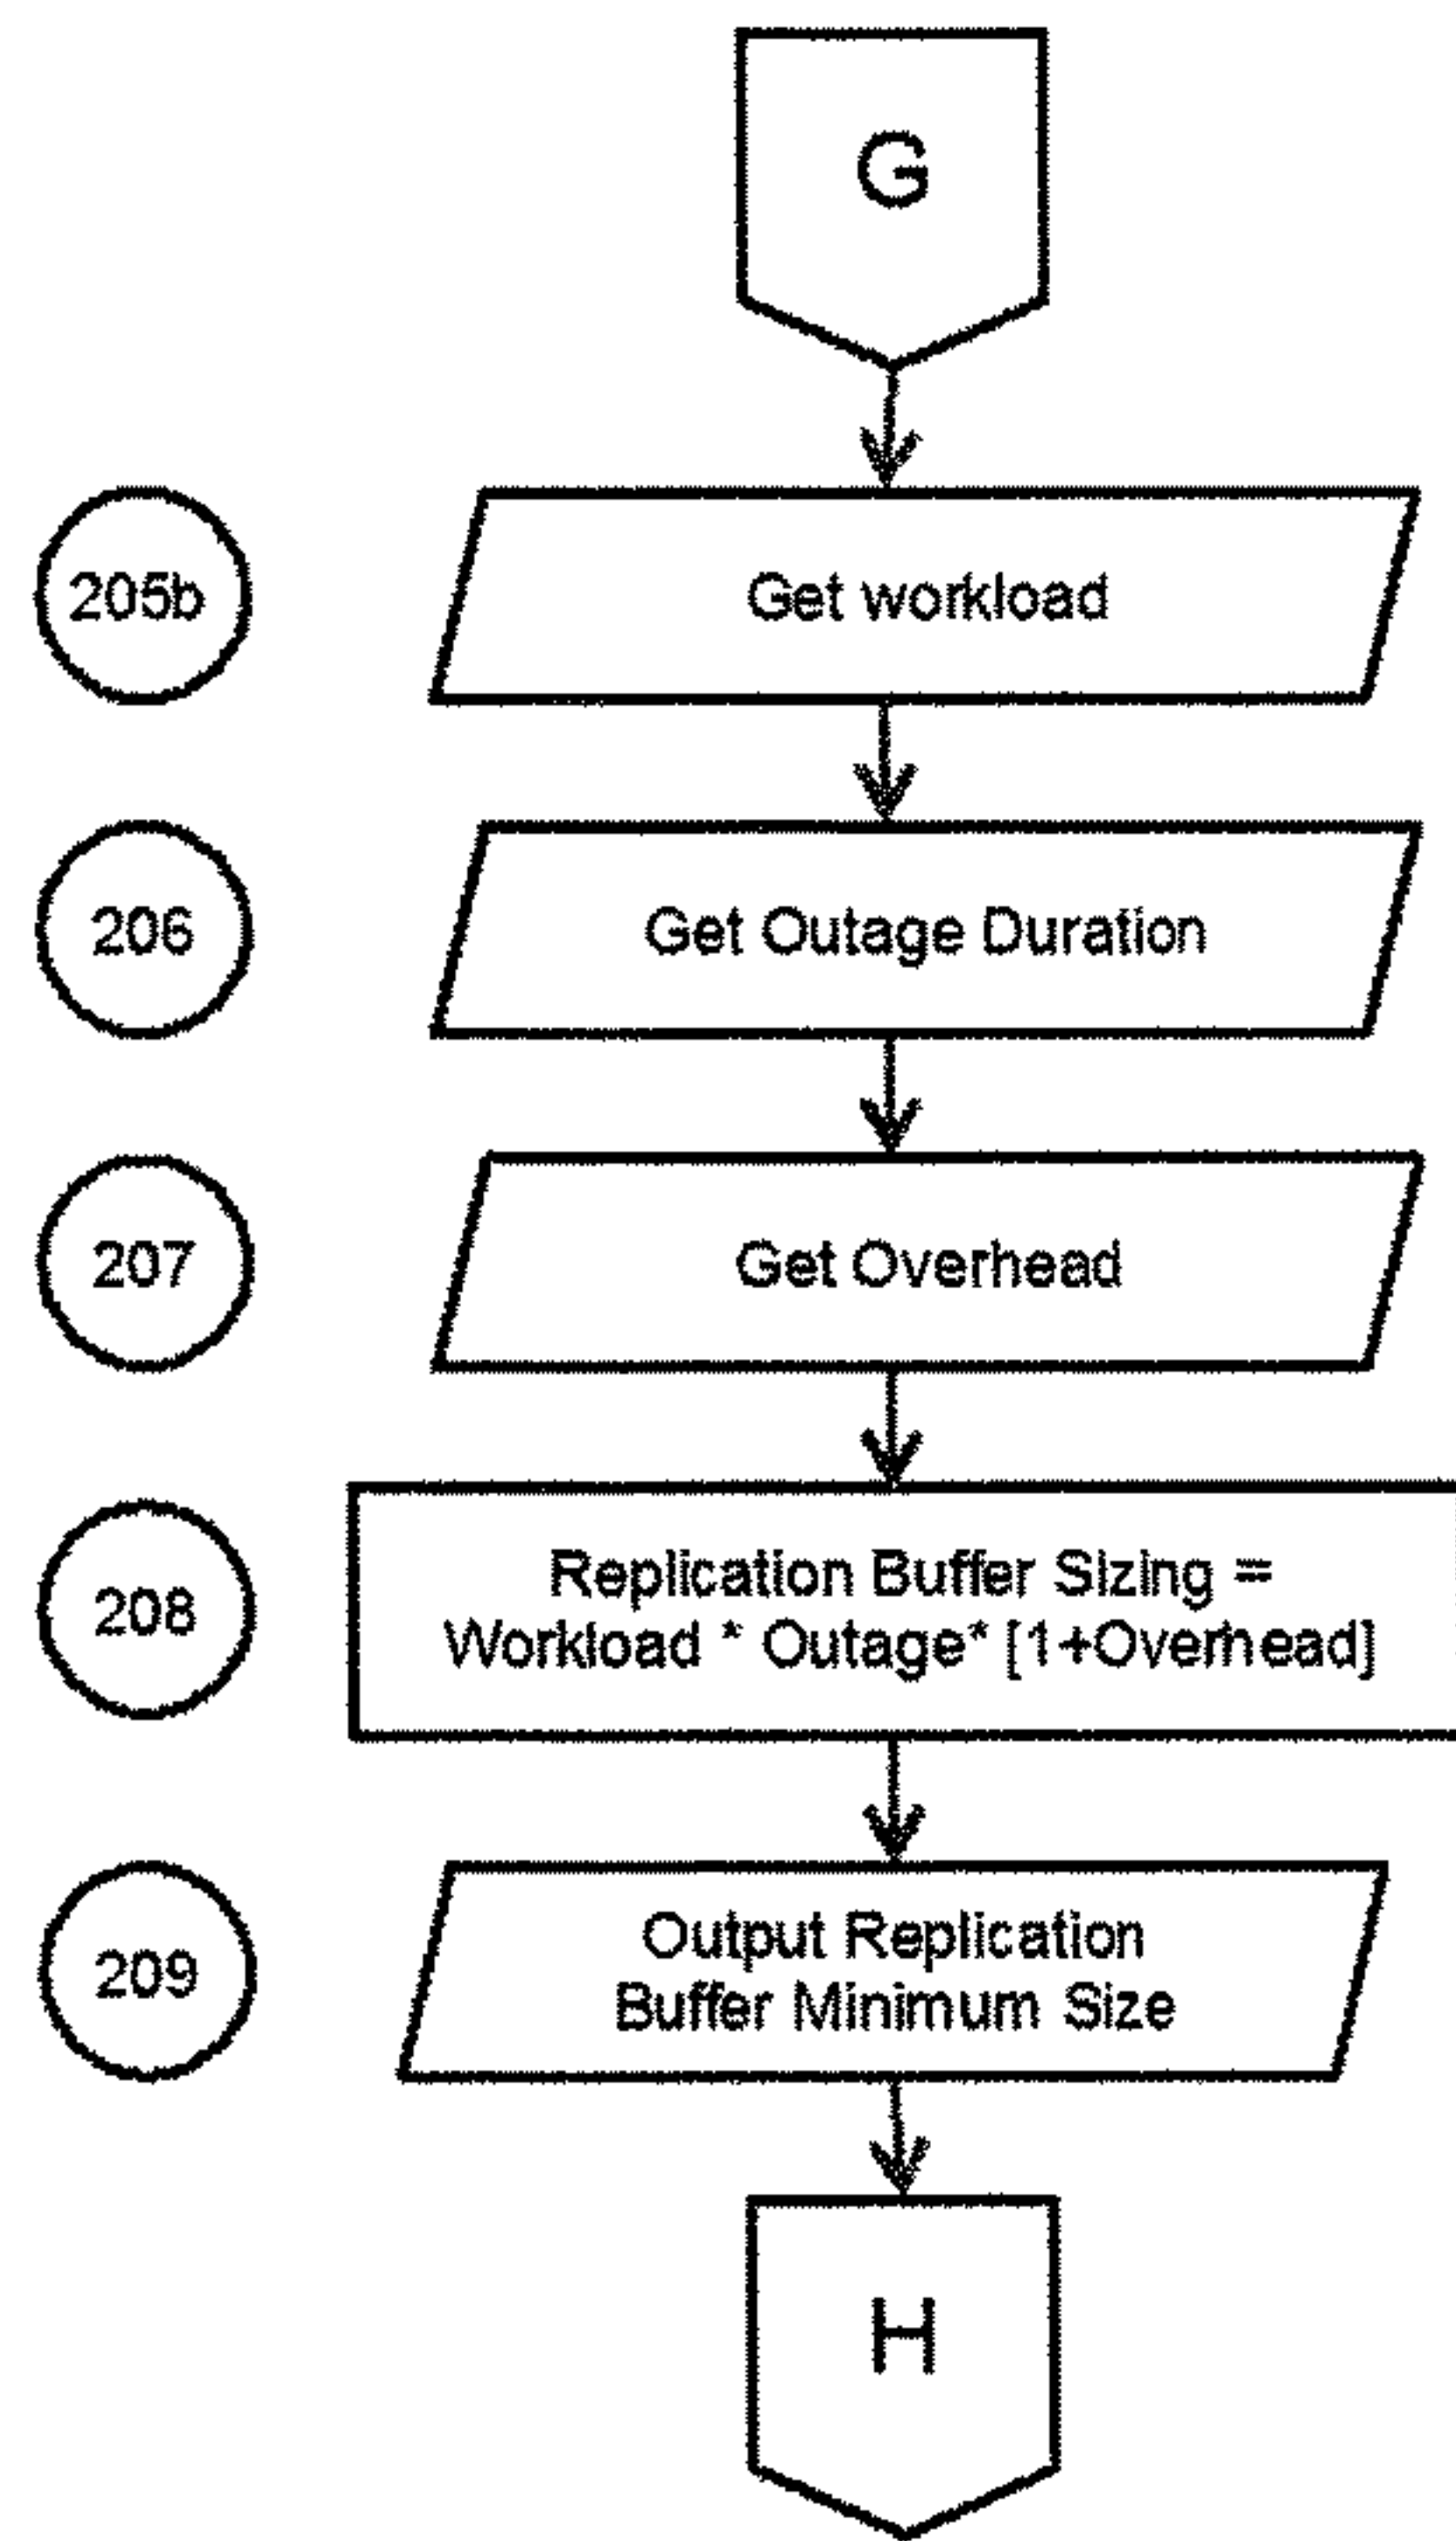 G
205b
Get workload
206
Get Outage Duration
207
Get Overhead
208
Replication Buffer Sizing =
Workload * Outage* [1+Overhead]
209
Output Replication
Buffer Minimum Size
H